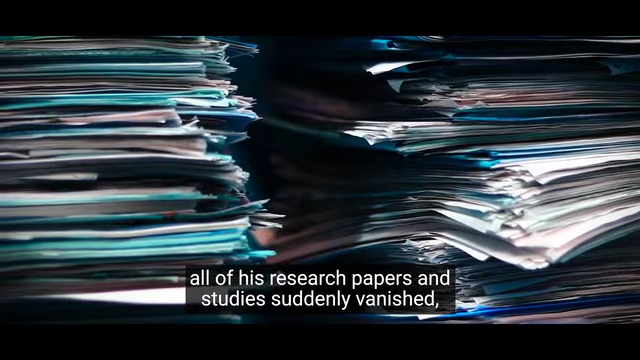 all of his research papers and
studies suddenly vanished,